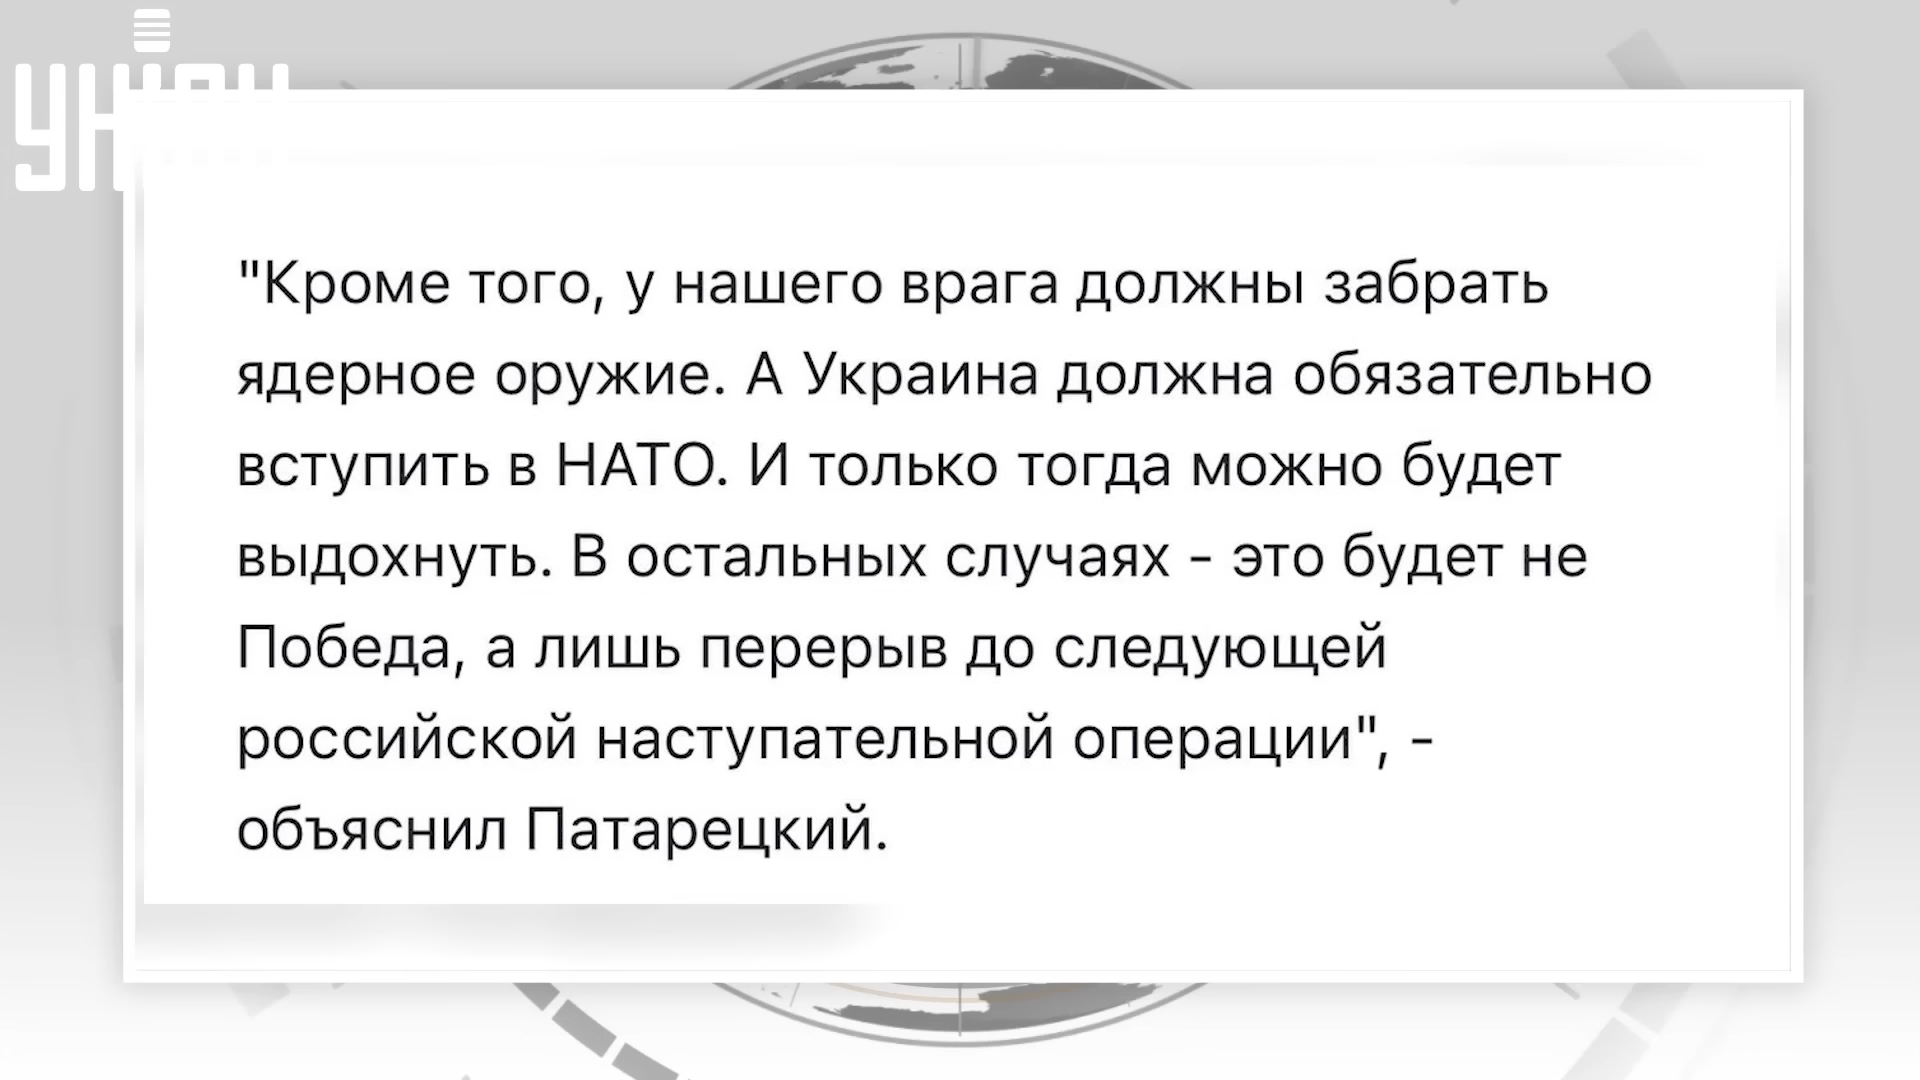 УНІАН
"Кроме того, у нашего врага должны забрать
ядерное оружие. А Украина должна обязательно
вступить в НАТО. И только тогда можно будет
выдохнуть. В остальных случаях - это будет не
Победа, а лишь перерыв до следующей
российской наступательной операции", -
объяснил Патарецкий.